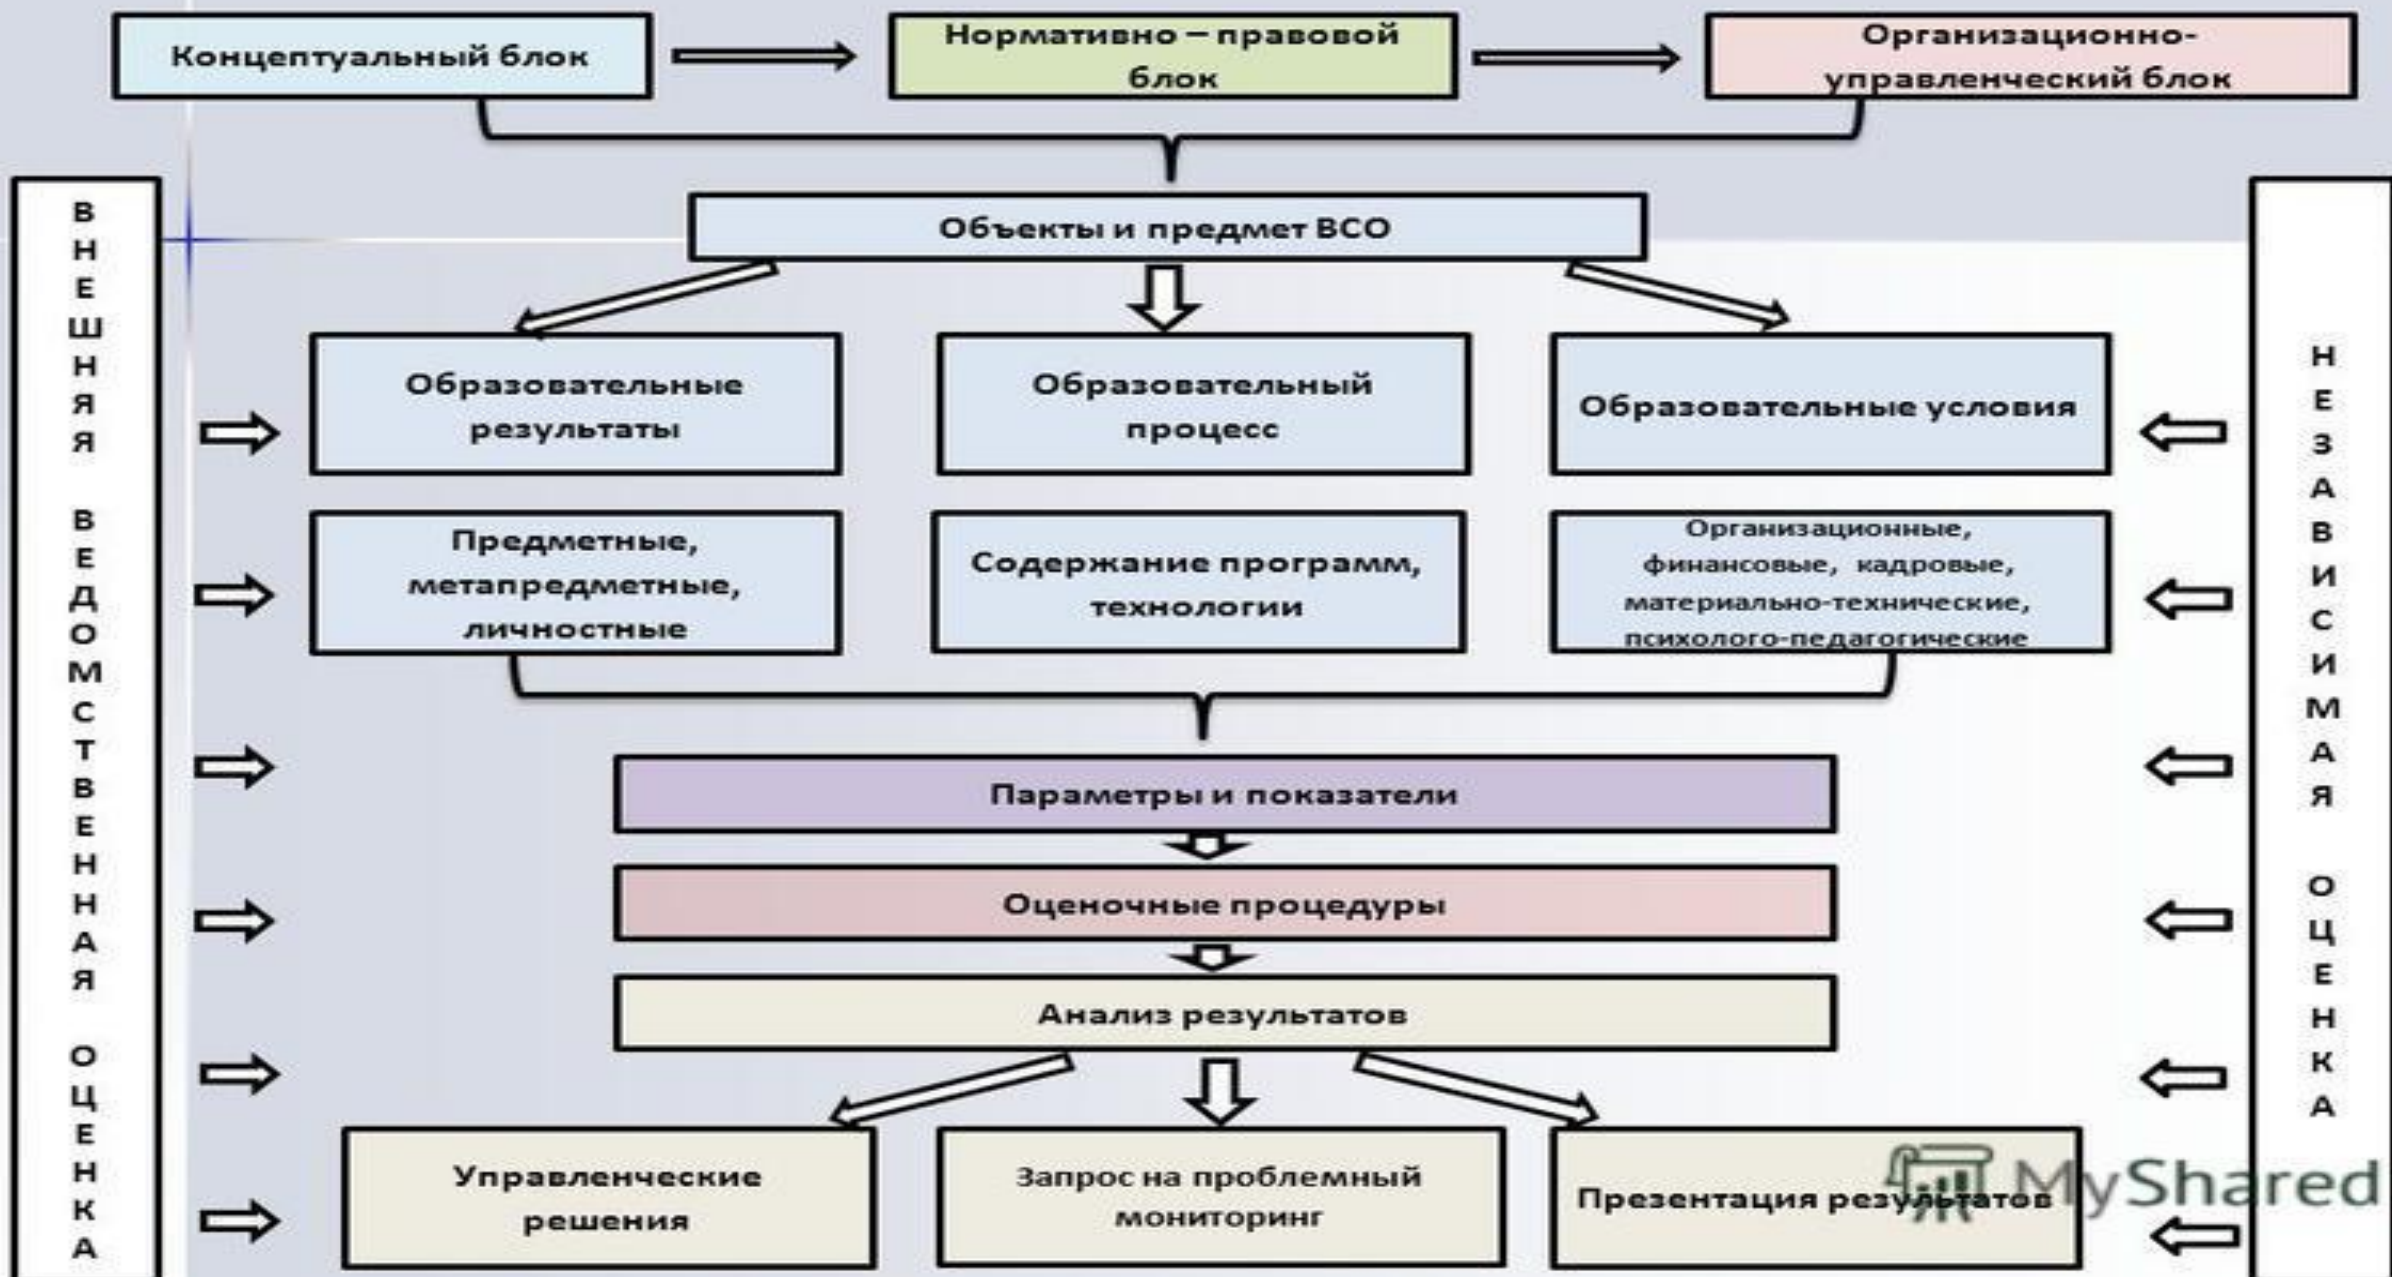 Концептуальный блок
Нормативно – правовой
блок
Организационно-
управленческий блок
ВНЕШНЯЯ ВЕДОМСТВЕННАЯ ОЦЕНКА
Объекты и предмет ВСО
Образовательные
результаты
Образовательный
процесс
Образовательные условия
Предметные,
метапредметные,
личностные
Содержание программ,
технологии
Организационные,
финансовые, кадровые,
материально-технические,
психолого-педагогические
Параметры и показатели
Оценочные процедуры
Анализ результатов
Управленческие
решения
Запрос на проблемный
мониторинг
Презентация результатов
НЕЗАВИСИМАЯ ОЦЕНКА
MyShared